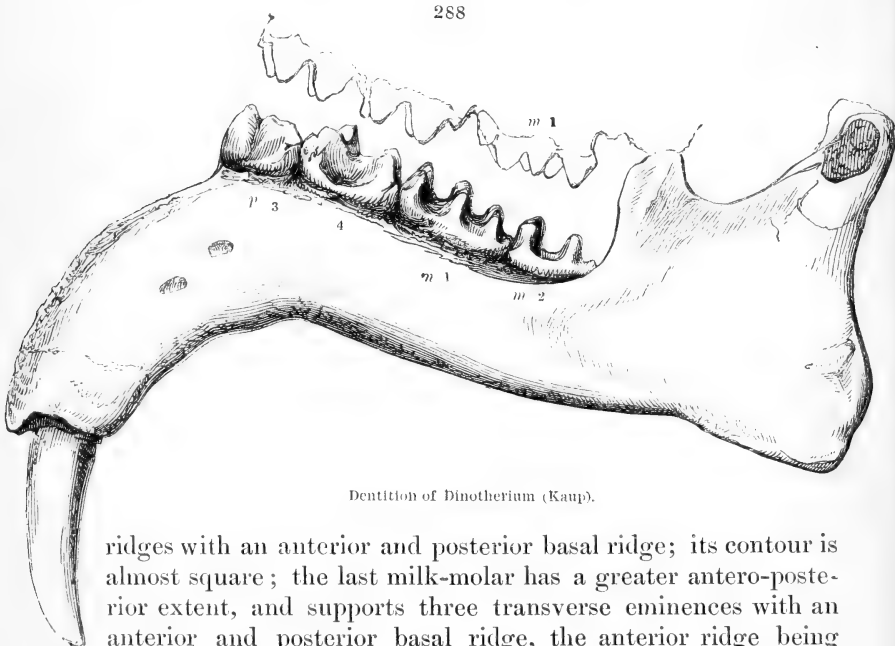 288
m 1
p 3
4
m 1
m 2
Dentition of Dinotherium (Kaup).
ridges with an anterior and posterior basal ridge; its contour is
almost square; the last milk-molar has a greater antero-poste-
rior extent, and supports three transverse eminences with an
anterior and posterior basal ridge, the anterior ridge being